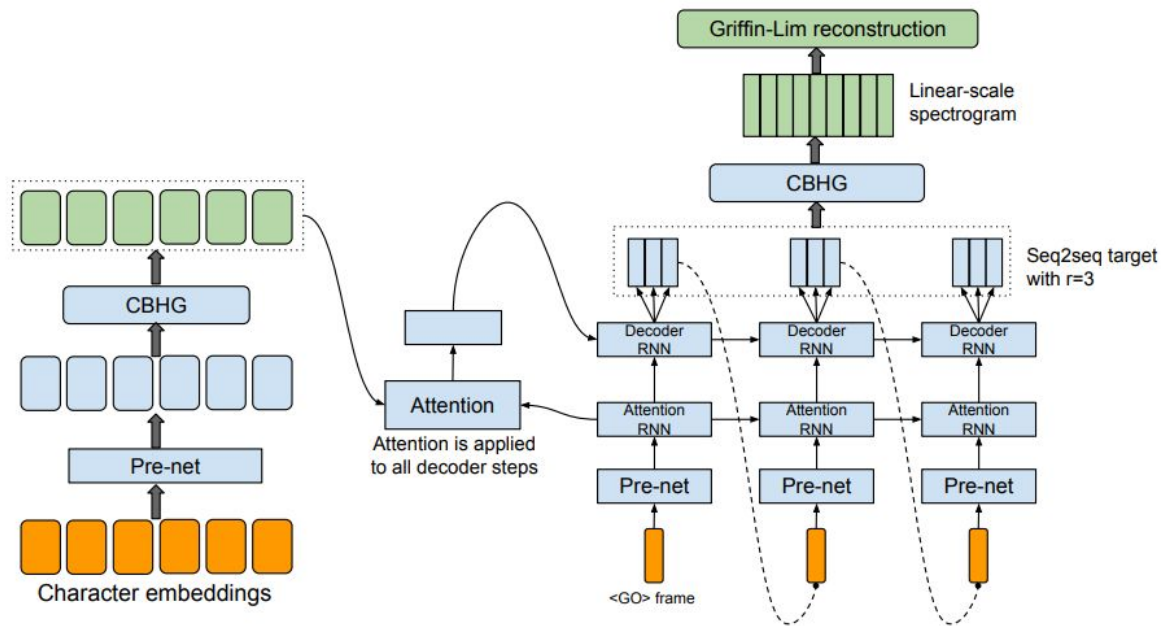 Griffin-Lim reconstruction
Linear-scale
spectrogram
CBHG
Seq2seq target
with r=3
CBHG
Decoder
RNN
Decoder
RNN
Decoder
RNN
Attention
Attention is applied
to all decoder steps
Attention
RNN
Attention
RNN
Attention
RNN
Pre-net
Pre-net
Pre-net
Pre-net
Character embeddings
<GO> frame